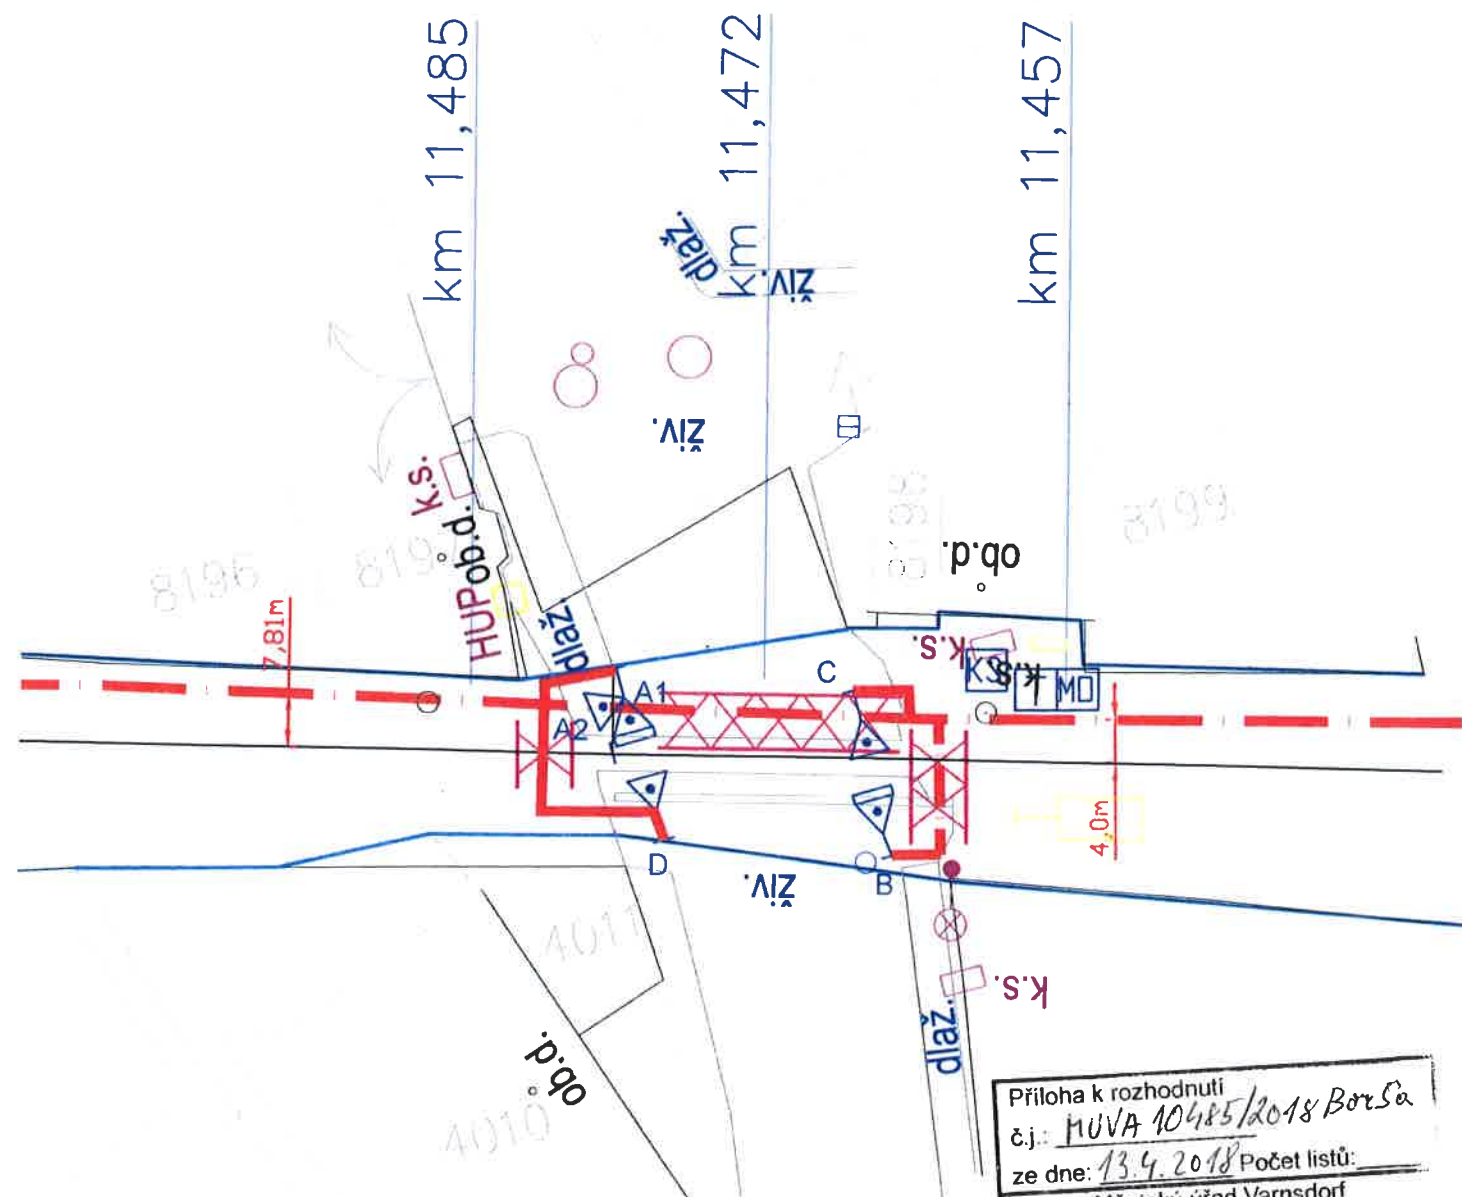 km 11,485
km 11,472
km 11,457
dlaž.
živ.
živ.
k.s.
HUP
ob.d.
dlaž.
8196
8199
ob.d.
7,81m
k.s.
KS
k.s
MO
A1
A2
C
D
B
4,0m
živ.
4011
k.s.
dlaž.
ob.d.
4010
Příloha k rozhodnutí
č.j.: MUVA 10485/2018 Borša
ze dne: 13.4.2018 Počet listů:
úřad Varnsdorf